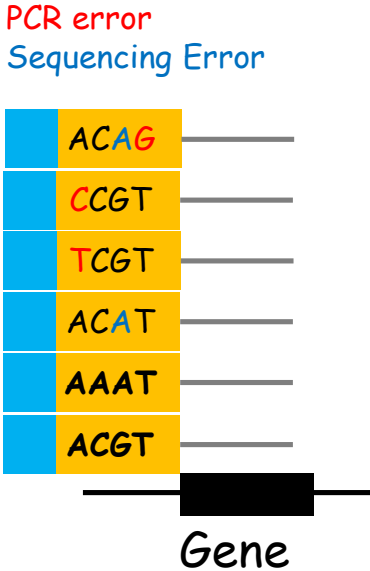 PCR error
Sequencing Error
ACAG
CCGT
TCGT
ACAT
AAAT
ACGT
Gene